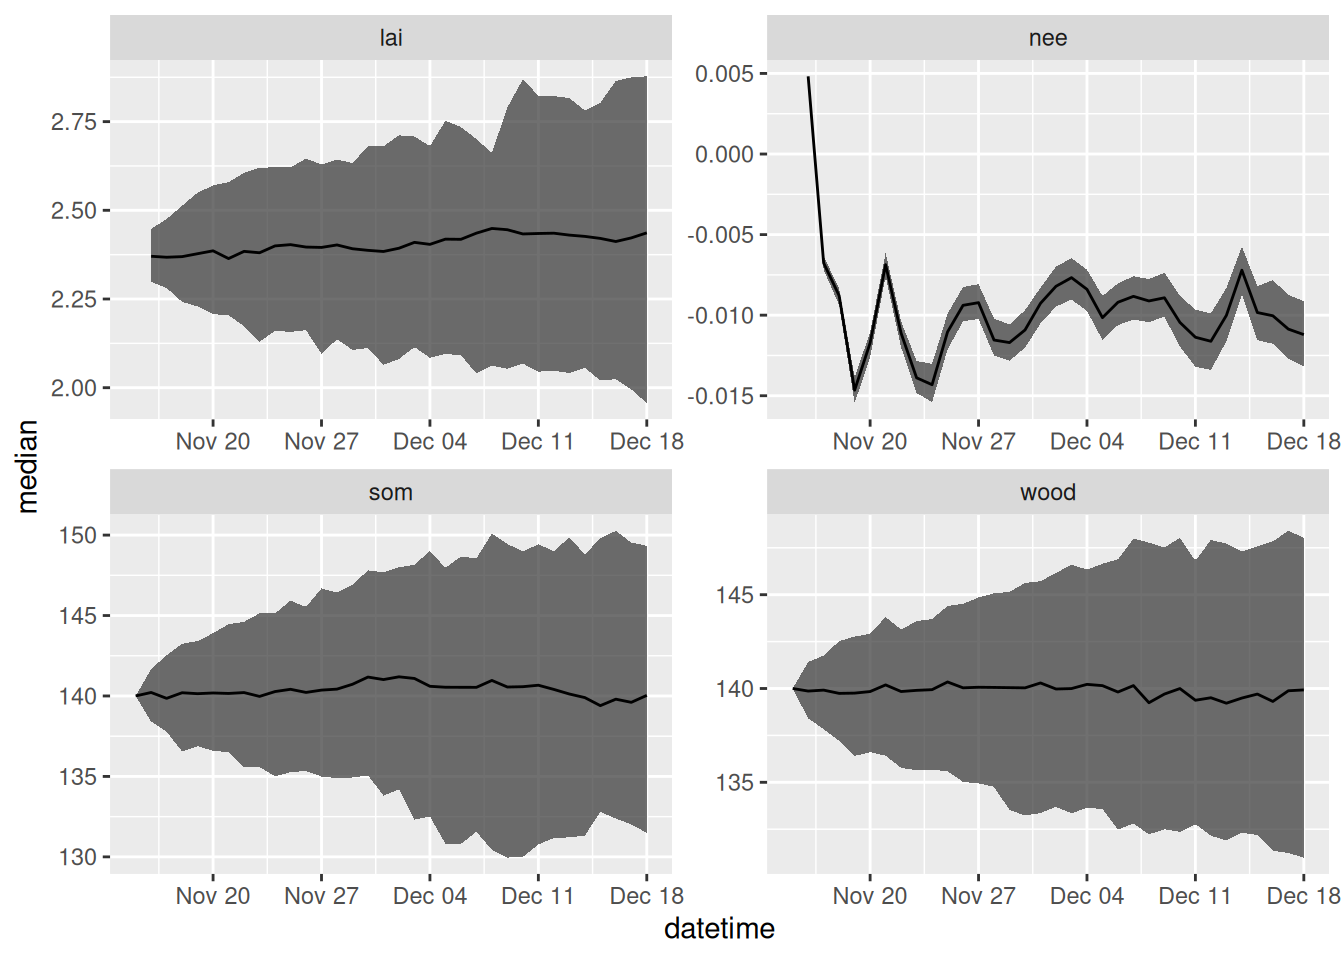 lai
2.75
2.50
2.25
2.00
Nov 20 Nov 27 Dec 04 Dec 11 Dec 18
nee
0.005
0.000
-0.005
-0.010
-0.015
Nov 20 Nov 27 Dec 04 Dec 11 Dec 18
median
som
150
145
140
135
130
Nov 20 Nov 27 Dec 04 Dec 11 Dec 18
wood
145
140
135
Nov 20 Nov 27 Dec 04 Dec 11 Dec 18
datetime